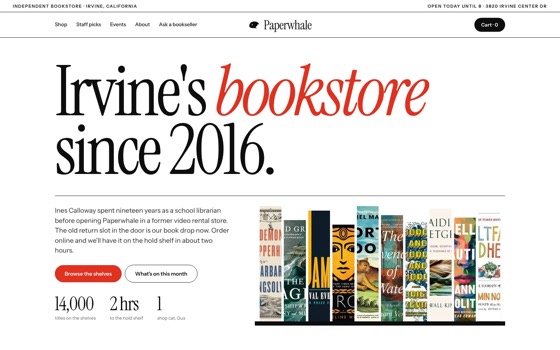 INDEPENDENT BOOKSTORE · IRVINE, CALIFORNIA
OPEN TODAY UNTIL 8 · 3820 IRVINE CENTER DR
Shop Staff picks Events About Ask a bookseller
Paperwhale
Cart · 0
Irvine's bookstore
since 2016.
Ines Calloway spent nineteen years as a school librarian
before opening Paperwhale in a former video rental store.
The old return slot in the door is our book drop now. Order
online and we'll have it on the hold shelf in about two
hours.
Browse the shelves
What's on this month
14,000
titles on the shelves
2 hrs
to the hold shelf
1
shop cat, Gus